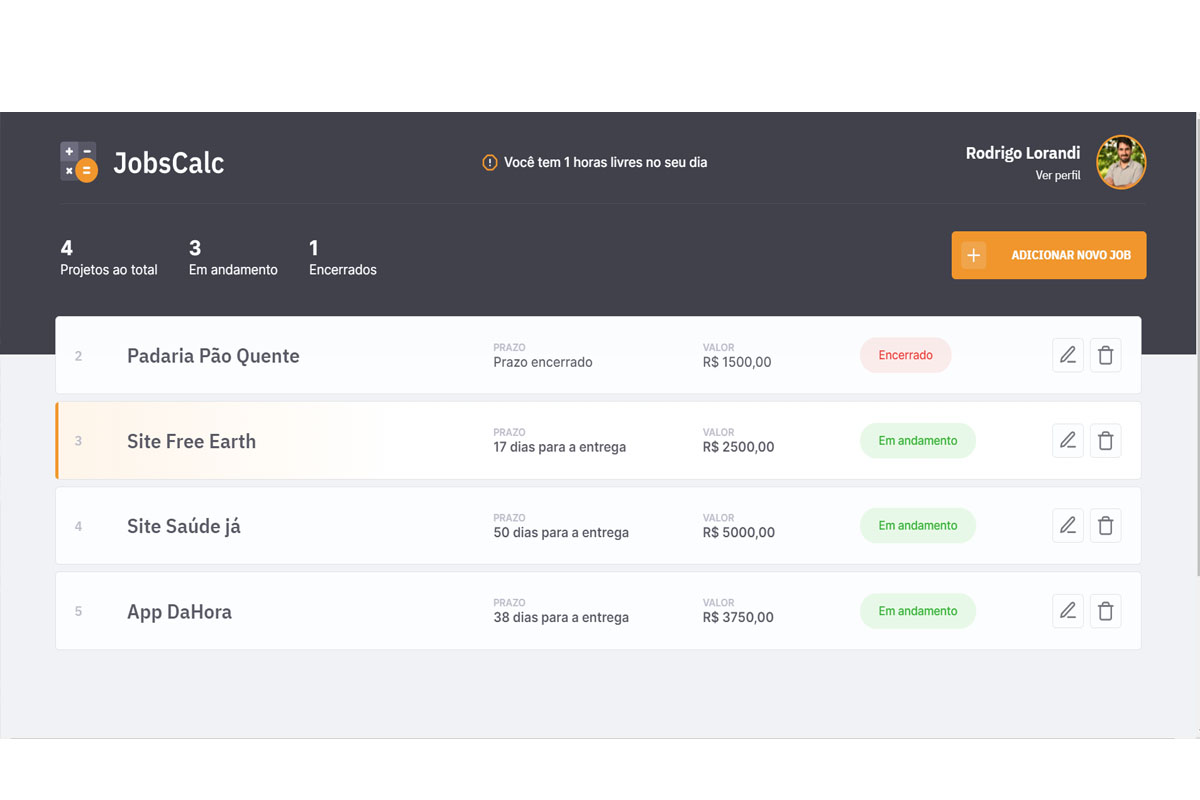 JobsCalc
Você tem 1 horas livres no seu dia
Rodrigo Lorandi
Ver perfil
4
Projetos ao total
3
Em andamento
1
Encerrados
ADICIONAR NOVO JOB
2
Padaria Pão Quente
PRAZO
Prazo encerrado
VALOR
R$ 1500,00
Encerrado
3
Site Free Earth
PRAZO
17 dias para a entrega
VALOR
R$ 2500,00
Em andamento
4
Site Saúde já
PRAZO
50 dias para a entrega
VALOR
R$ 5000,00
Em andamento
5
App DaHora
PRAZO
38 dias para a entrega
VALOR
R$ 3750,00
Em andamento